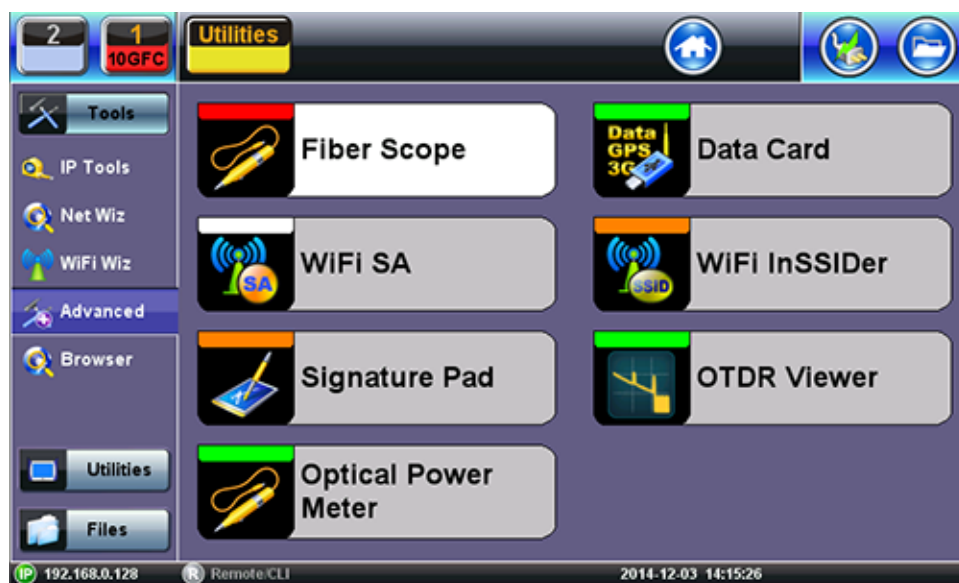 2
1
10GFC
Utilities
Tools
IP Tools
Net Wiz
WiFi Wiz
Advanced
Browser
Utilities
Files
Fiber Scope
Data
GPS
3G
Data Card
WiFi SA
SA
WiFi InSSIDer
SSID
Signature Pad
OTDR Viewer
Optical Power
Meter
IP 192.168.0.128
R Remote/CLI
2014-12-03 14:15:26